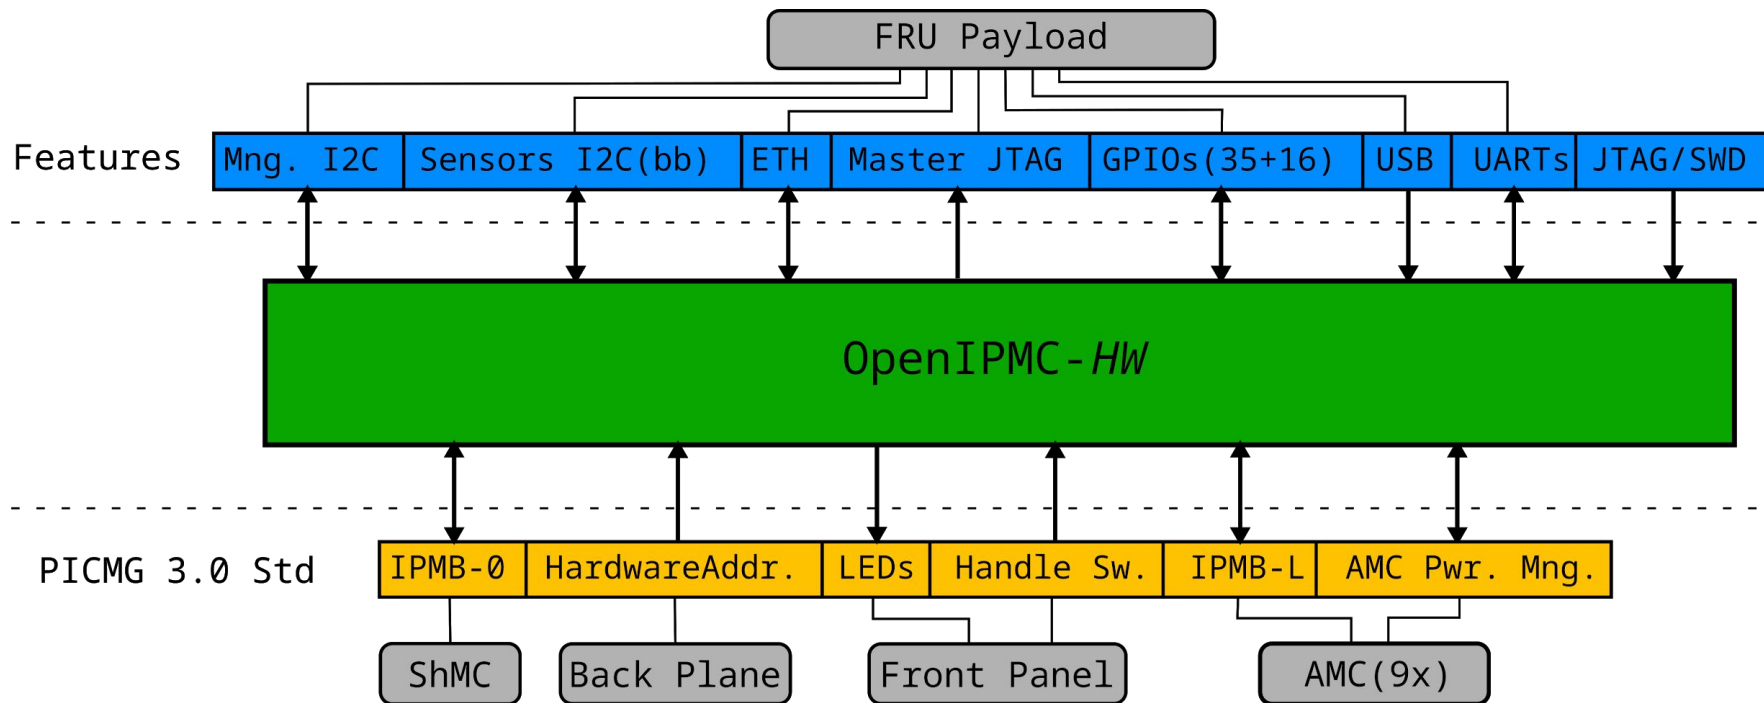 FRU Payload
Features
Mng. I2C
Sensors I2C(bb)
ETH
Master JTAG
GPIOs(35+16)
USB
UARTs
JTAG/SWD
OpenIPMC-HW
PICMG 3.0 Std
IPMB-0
HardwareAddr.
LEDs
Handle Sw.
IPMB-L
AMC Pwr. Mng.
ShMC
Back Plane
Front Panel
AMC(9x)